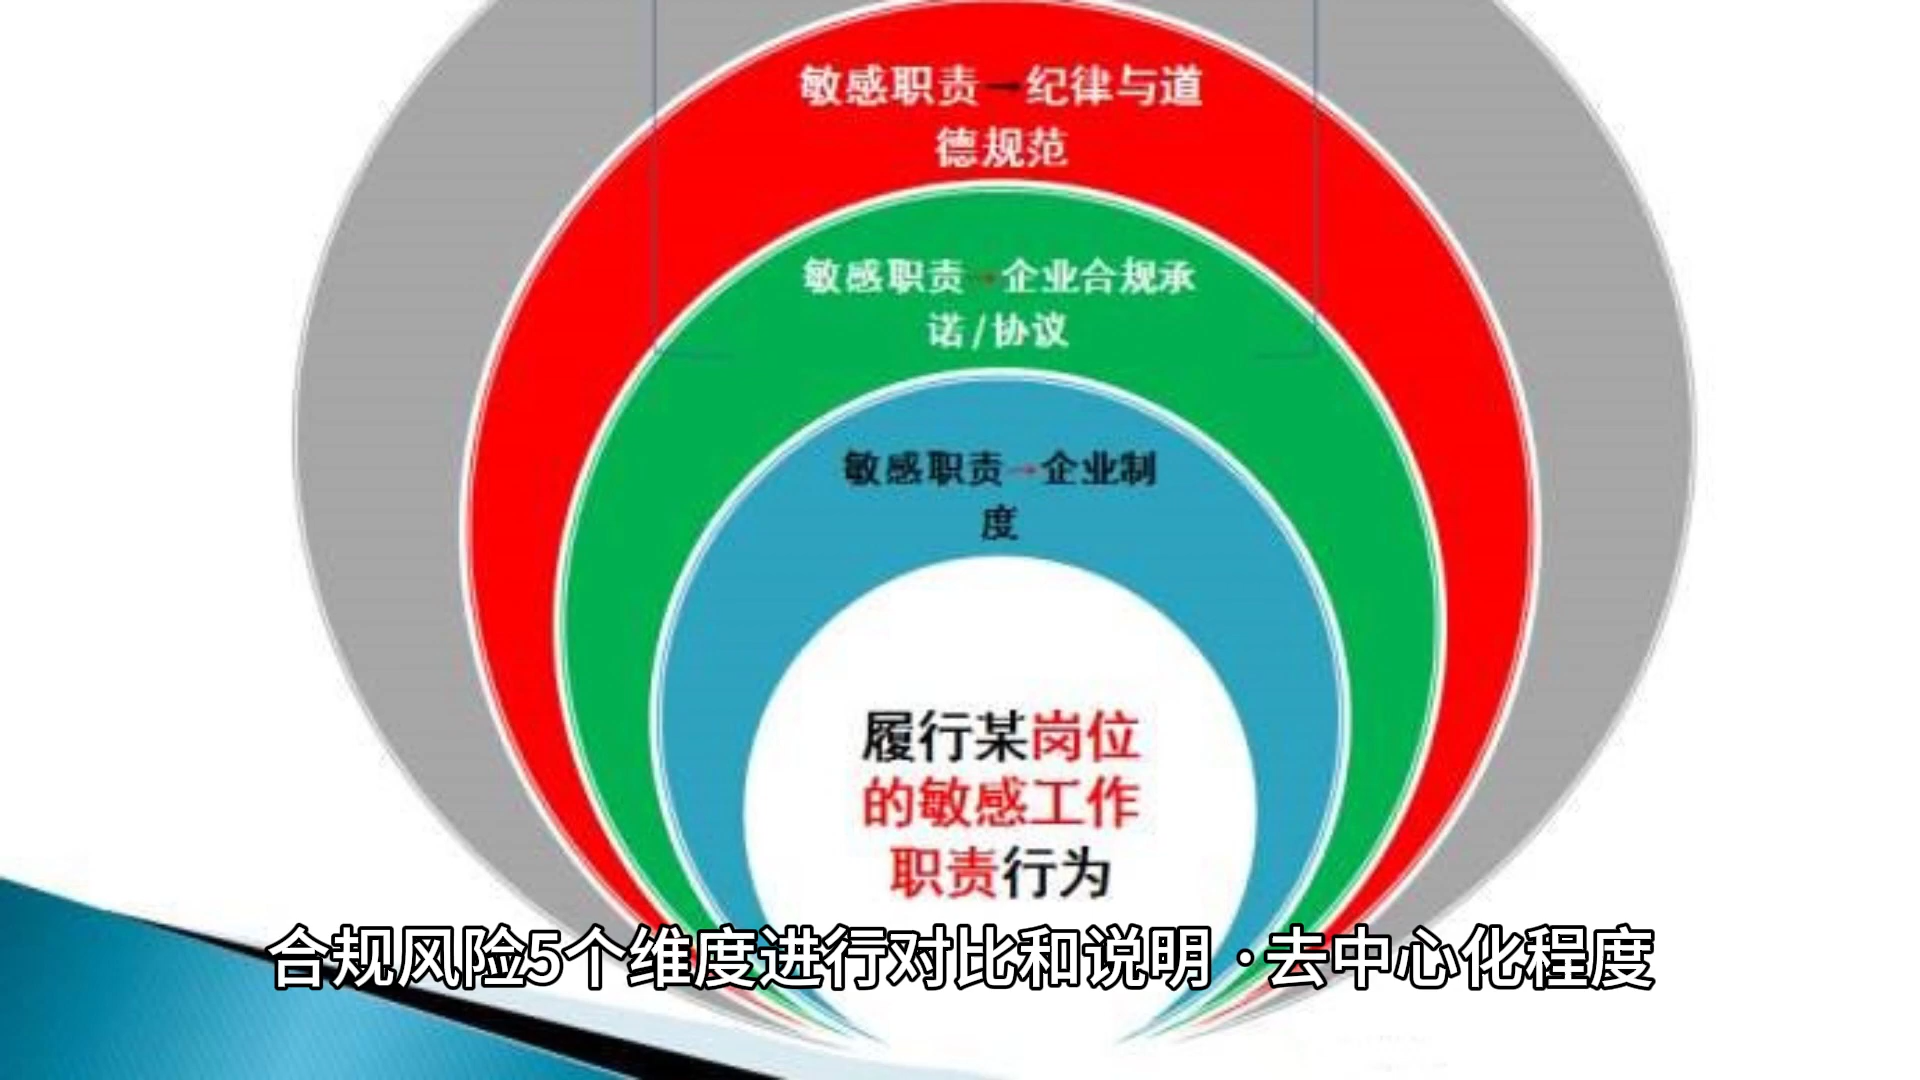 敏感职责→纪律与道
德规范
敏感职责→企业合规承
诺/协议
敏感职责→企业制
度
履行某岗位
的敏感工作
职责行为
合规风险5个维度进行对比和说明 ·去中心化程度